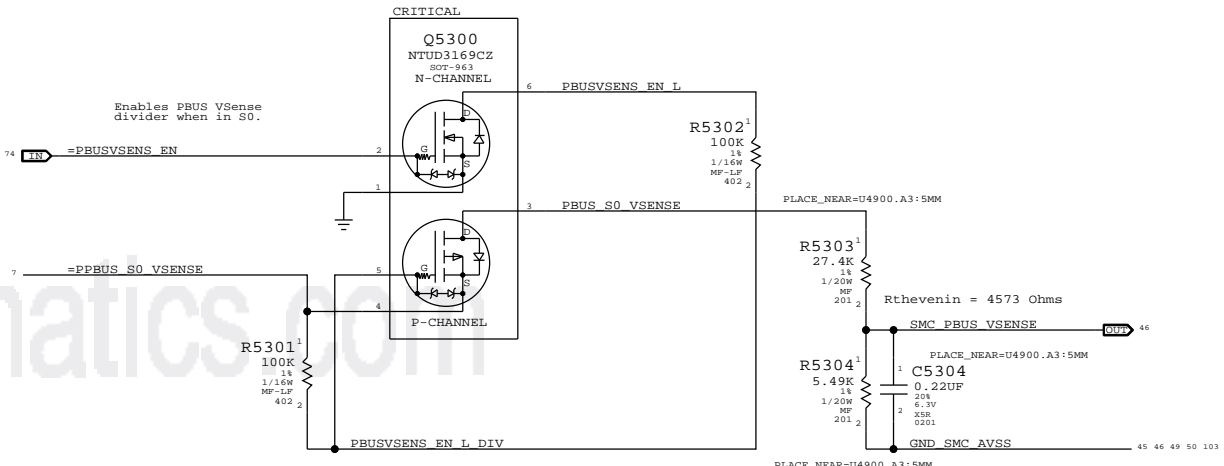 CRITICAL
Q5300
NTUD3169CZ
SOT-963
N-CHANNEL
Enables PBUS VSense
divider when in S0.
74 IN =PBUSVSENS_EN
2
G
D
S
1
6 PBUSVSENS_EN_L
R5302
100K
1%
1/16W
MF-LF
402
1
2
3 PBUS_S0_VSENSE
PLACE_NEAR=U4900.A3:5MM
7 =PPBUS_S0_VSENSE
5
G
D
S
4
P-CHANNEL
R5301
100K
1%
1/16W
MF-LF
402
1
2
PBUSVSENS_EN_L_DIV
R5303
27.4K
1%
1/20W
MF
201
1
2
Rthevenin = 4573 Ohms
SMC_PBUS_VSENSE OUT 46
PLACE_NEAR=U4900.A3:5MM
R5304
5.49K
1%
1/20W
MF
201
1
2
C5304
0.22UF
20%
6.3V
X5R
0201
1
2
GND_SMC_AVSS 45 46 49 50 103
PLACE_NEAR=U4900.A3:5MM
matics.com